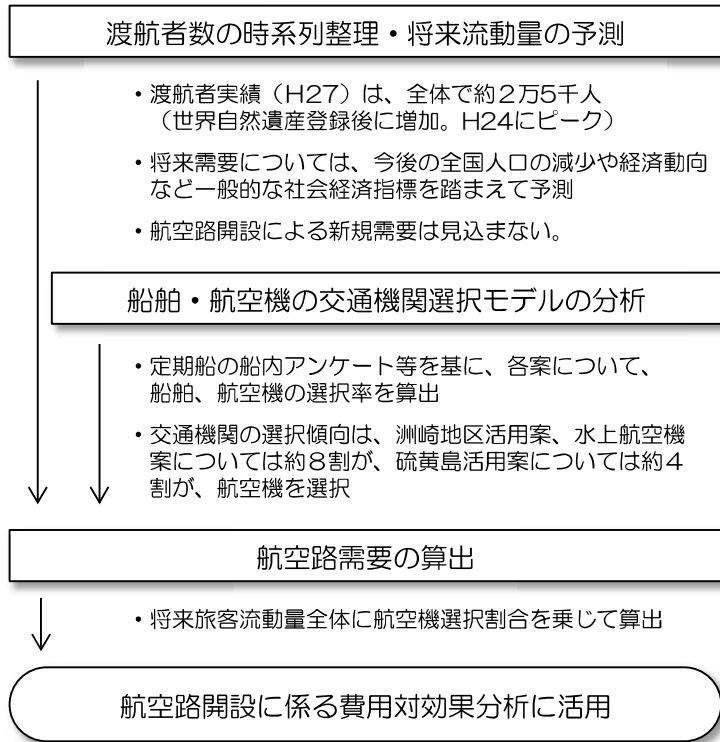 渡航者数の時系列整理・将来流動量の予測
・渡航者実績（H27）は、全体で約２万５千人
（世界自然遺産登録後に増加。H24にピーク）
・将来需要については、今後の全国人口の減少や経済動向
など一般的な社会経済指標を踏まえて予測
・航空路開設による新規需要は見込まない。
船舶・航空機の交通機関選択モデルの分析
・定期船の船内アンケート等を基に、各案について、
船舶、航空機の選択率を算出
・交通機関の選択傾向は、洲崎地区活用案、水上航空機
案については約８割が、硫黄島活用案については約４
割が、航空機を選択
航空路需要の算出
・将来旅客流動量全体に航空機選択割合を乗じて算出
航空路開設に係る費用対効果分析に活用